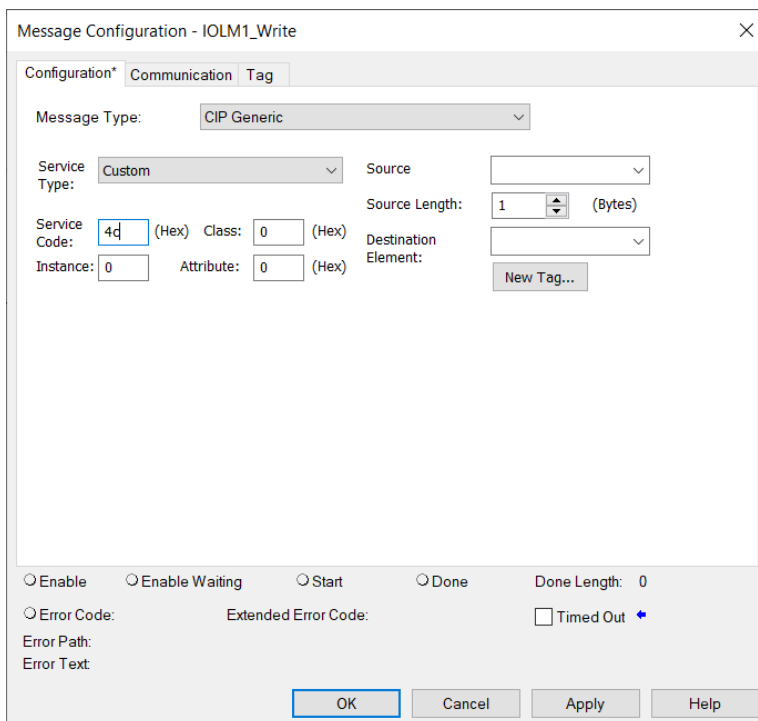 Message Configuration - IOLM1_Write
Configuration* Communication Tag
Message Type: CIP Generic
Service Type: Custom
Source
Source Length: 1 (Bytes)
Service Code: 4c (Hex) Class: 0 (Hex)
Destination Element:
Instance: 0 Attribute: 0 (Hex)
New Tag...
Enable Enable Waiting Start Done Done Length: 0
Error Code: Extended Error Code: Timed Out
Error Path:
Error Text:
OK Cancel Apply Help